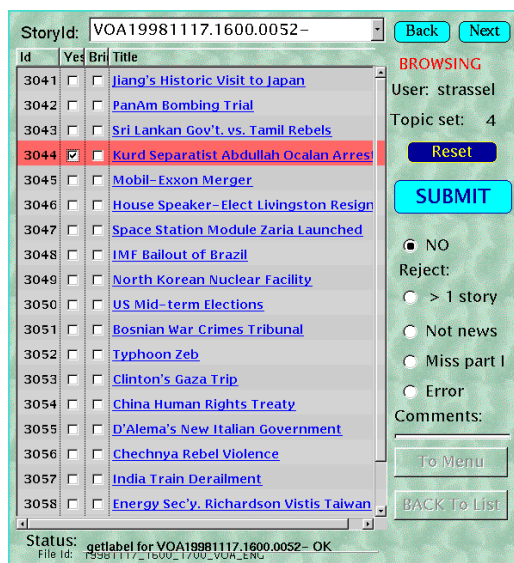 StoryId: VOA19981117.1600.0052- Back Next
Id Yes Bri Title
BROWSING
3041 Jiang's Historic Visit to Japan
User: strassel
3042 PanAm Bombing Trial
Topic set: 4
3043 Sri Lankan Gov't. vs. Tamil Rebels
3044 Kurd Separatist Abdullah Ocalan Arrest
Reset
3045 Mobil-Exxon Merger
3046 House Speaker-Elect Livingston Resign
SUBMIT
3047 Space Station Module Zaria Launched
3048 IMF Bailout of Brazil
NO
3049 North Korean Nuclear Facility
Reject:
3050 US Mid-term Elections
> 1 story
3051 Bosnian War Crimes Tribunal
Not news
3052 Typhoon Zeb
Miss part I
3053 Clinton's Gaza Trip
Error
3054 China Human Rights Treaty
Comments:
3055 D'Alema's New Italian Government
3056 Chechnya Rebel Violence
To Menu
3057 India Train Derailment
3058 Energy Sec'y. Richardson Vistis Taiwan
BACK To List
Status: getlabel for VOA19981117.1600.0052- OK
File Id: 19981117_1600_1700_VOA_ENG